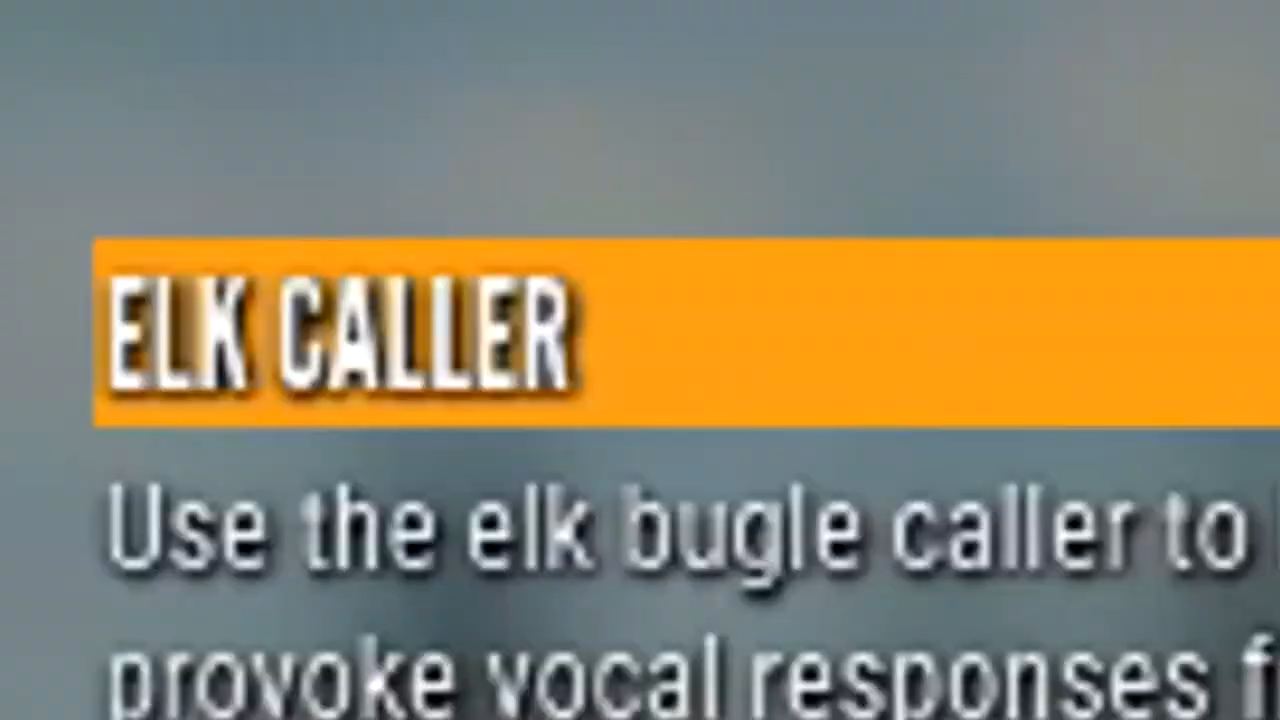 ELK CALLER
Use the elk bugle caller to
provoke vocal responses